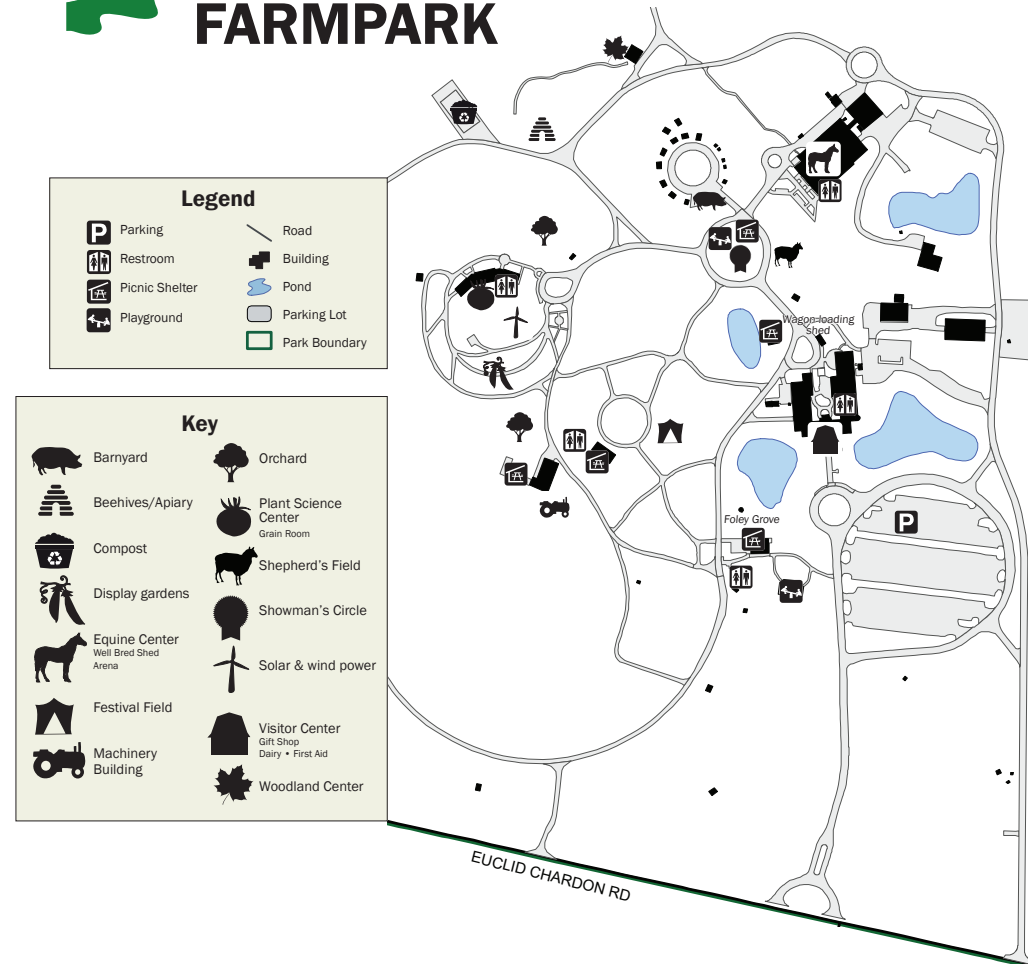 FARMPARK
Legend
P Parking
Restroom
Picnic Shelter
Playground
Road
Building
Pond
Parking Lot
Park Boundary
Key
Barnyard
Beehives/Apiary
Compost
Display gardens
Equine Center
Well Bred Shed
Arena
Festival Field
Machinery
Building
Orchard
Plant Science
Center
Grain Room
Shepherd's Field
Showman's Circle
Solar & wind power
Visitor Center
Gift Shop
Dairy • First Aid
Woodland Center
Wagon loading
shed
Foley Grove
P
EUCLID CHARDON RD